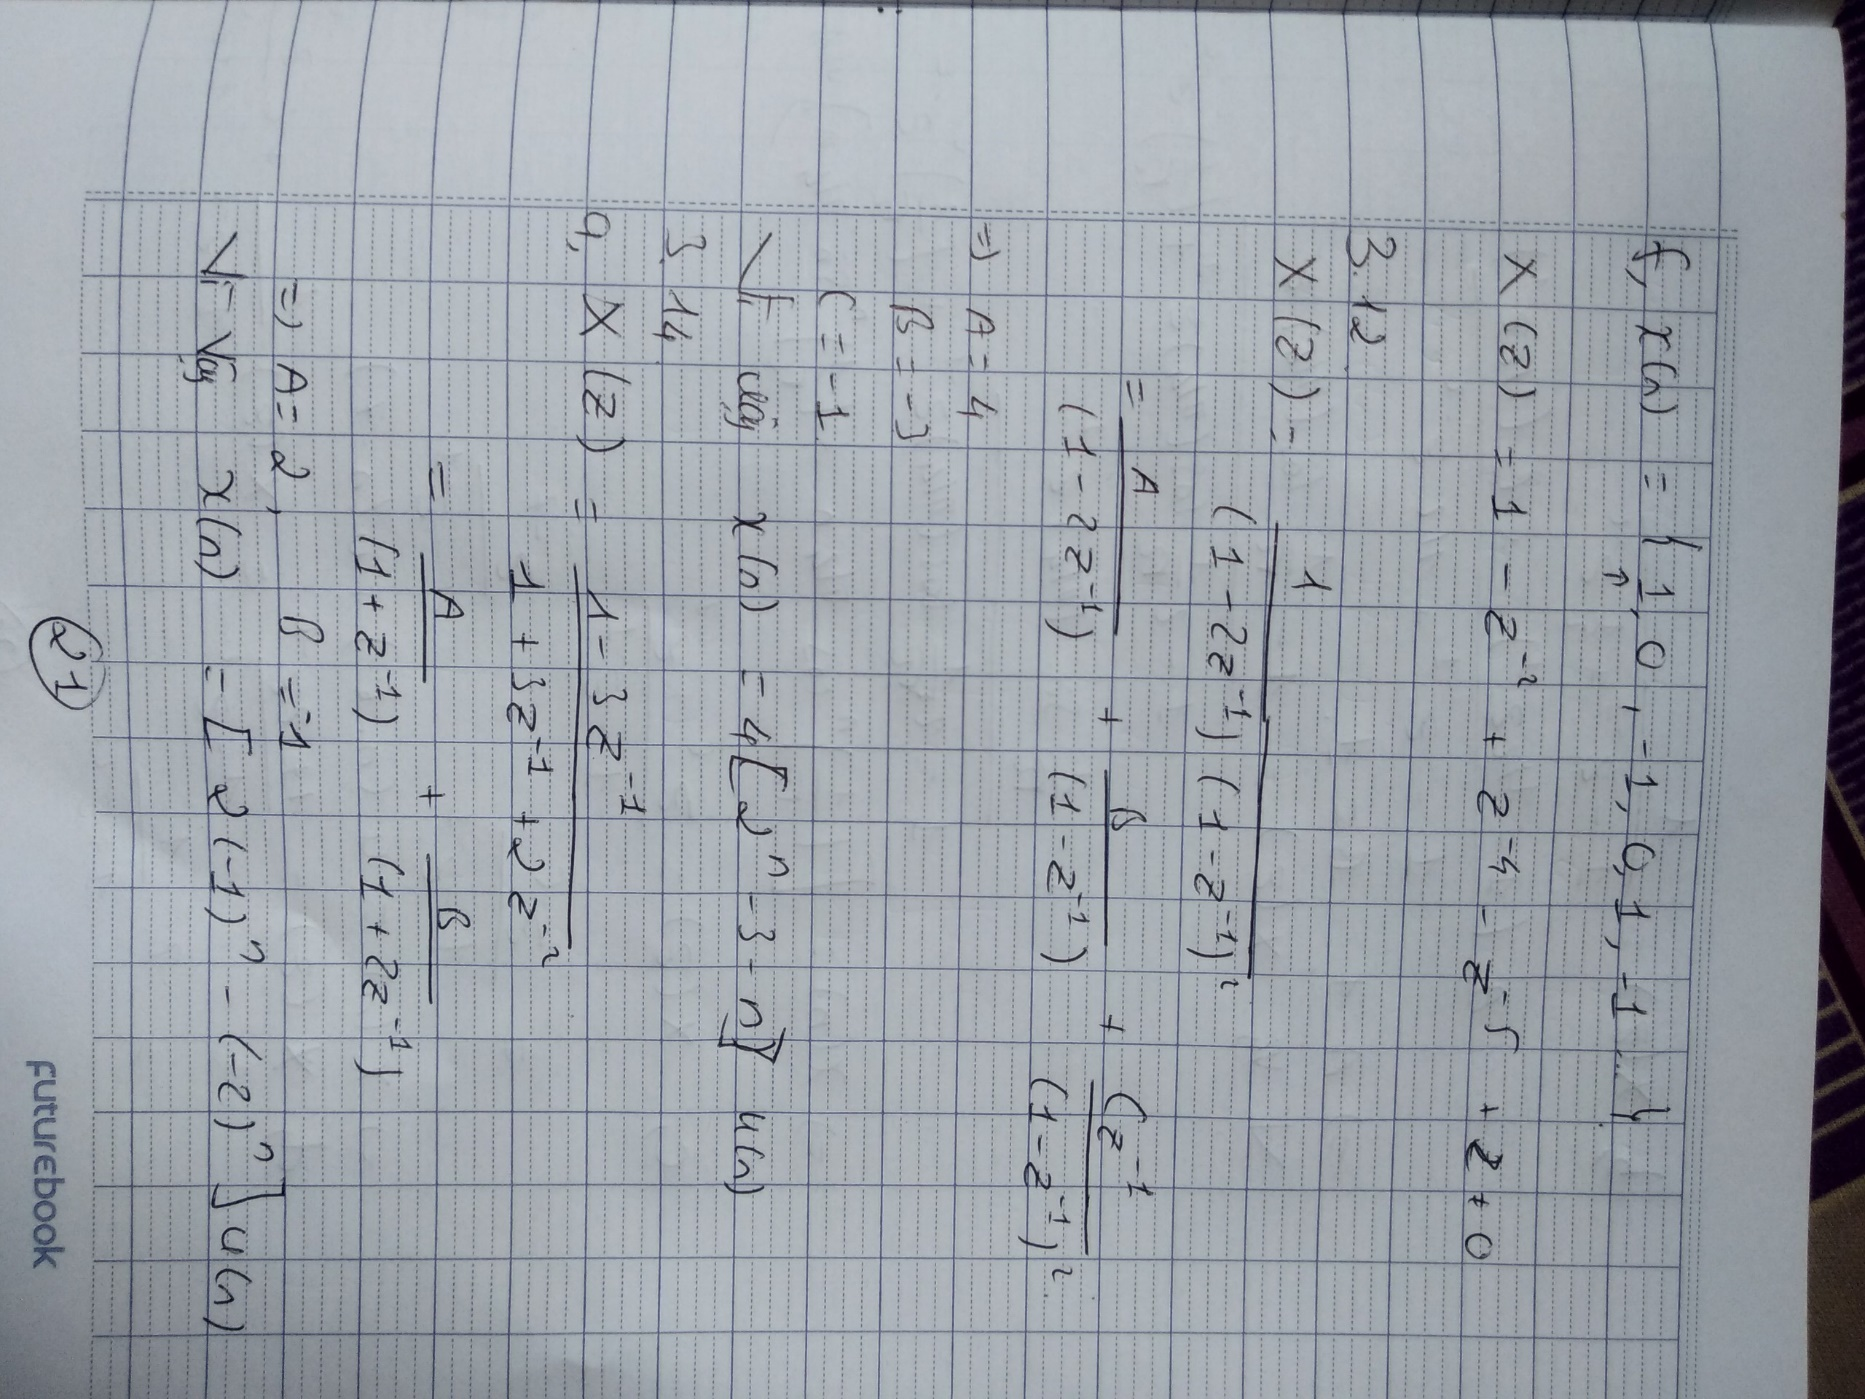 f, x(n) = { 1, 0, -1, 0, 1, -1 ... }
↑
X(z) = 1 - z⁻² + z⁻⁴ - z⁻⁵ + z ≠ 0
3.12
X(z) = 1 / (1 - 2z⁻¹)(1 - z⁻¹)²
= A / (1 - 2z⁻¹) + B / (1 - z⁻¹) + Cz⁻¹ / (1 - z⁻¹)²
=> A = 4
B = -3
C = -1
Vì vậy x(n) = 4[2ⁿ - 3 - n] u(n)
3.14
a, X(z) = 1 - 3z⁻¹ / 1 + 3z⁻¹ + 2z⁻²
= A / (1 + z⁻¹) + B / (1 + 2z⁻¹)
=> A = 2, B = -1
Vì vậy x(n) = [2(-1)ⁿ - (-2)ⁿ] u(n)
21
futurebook